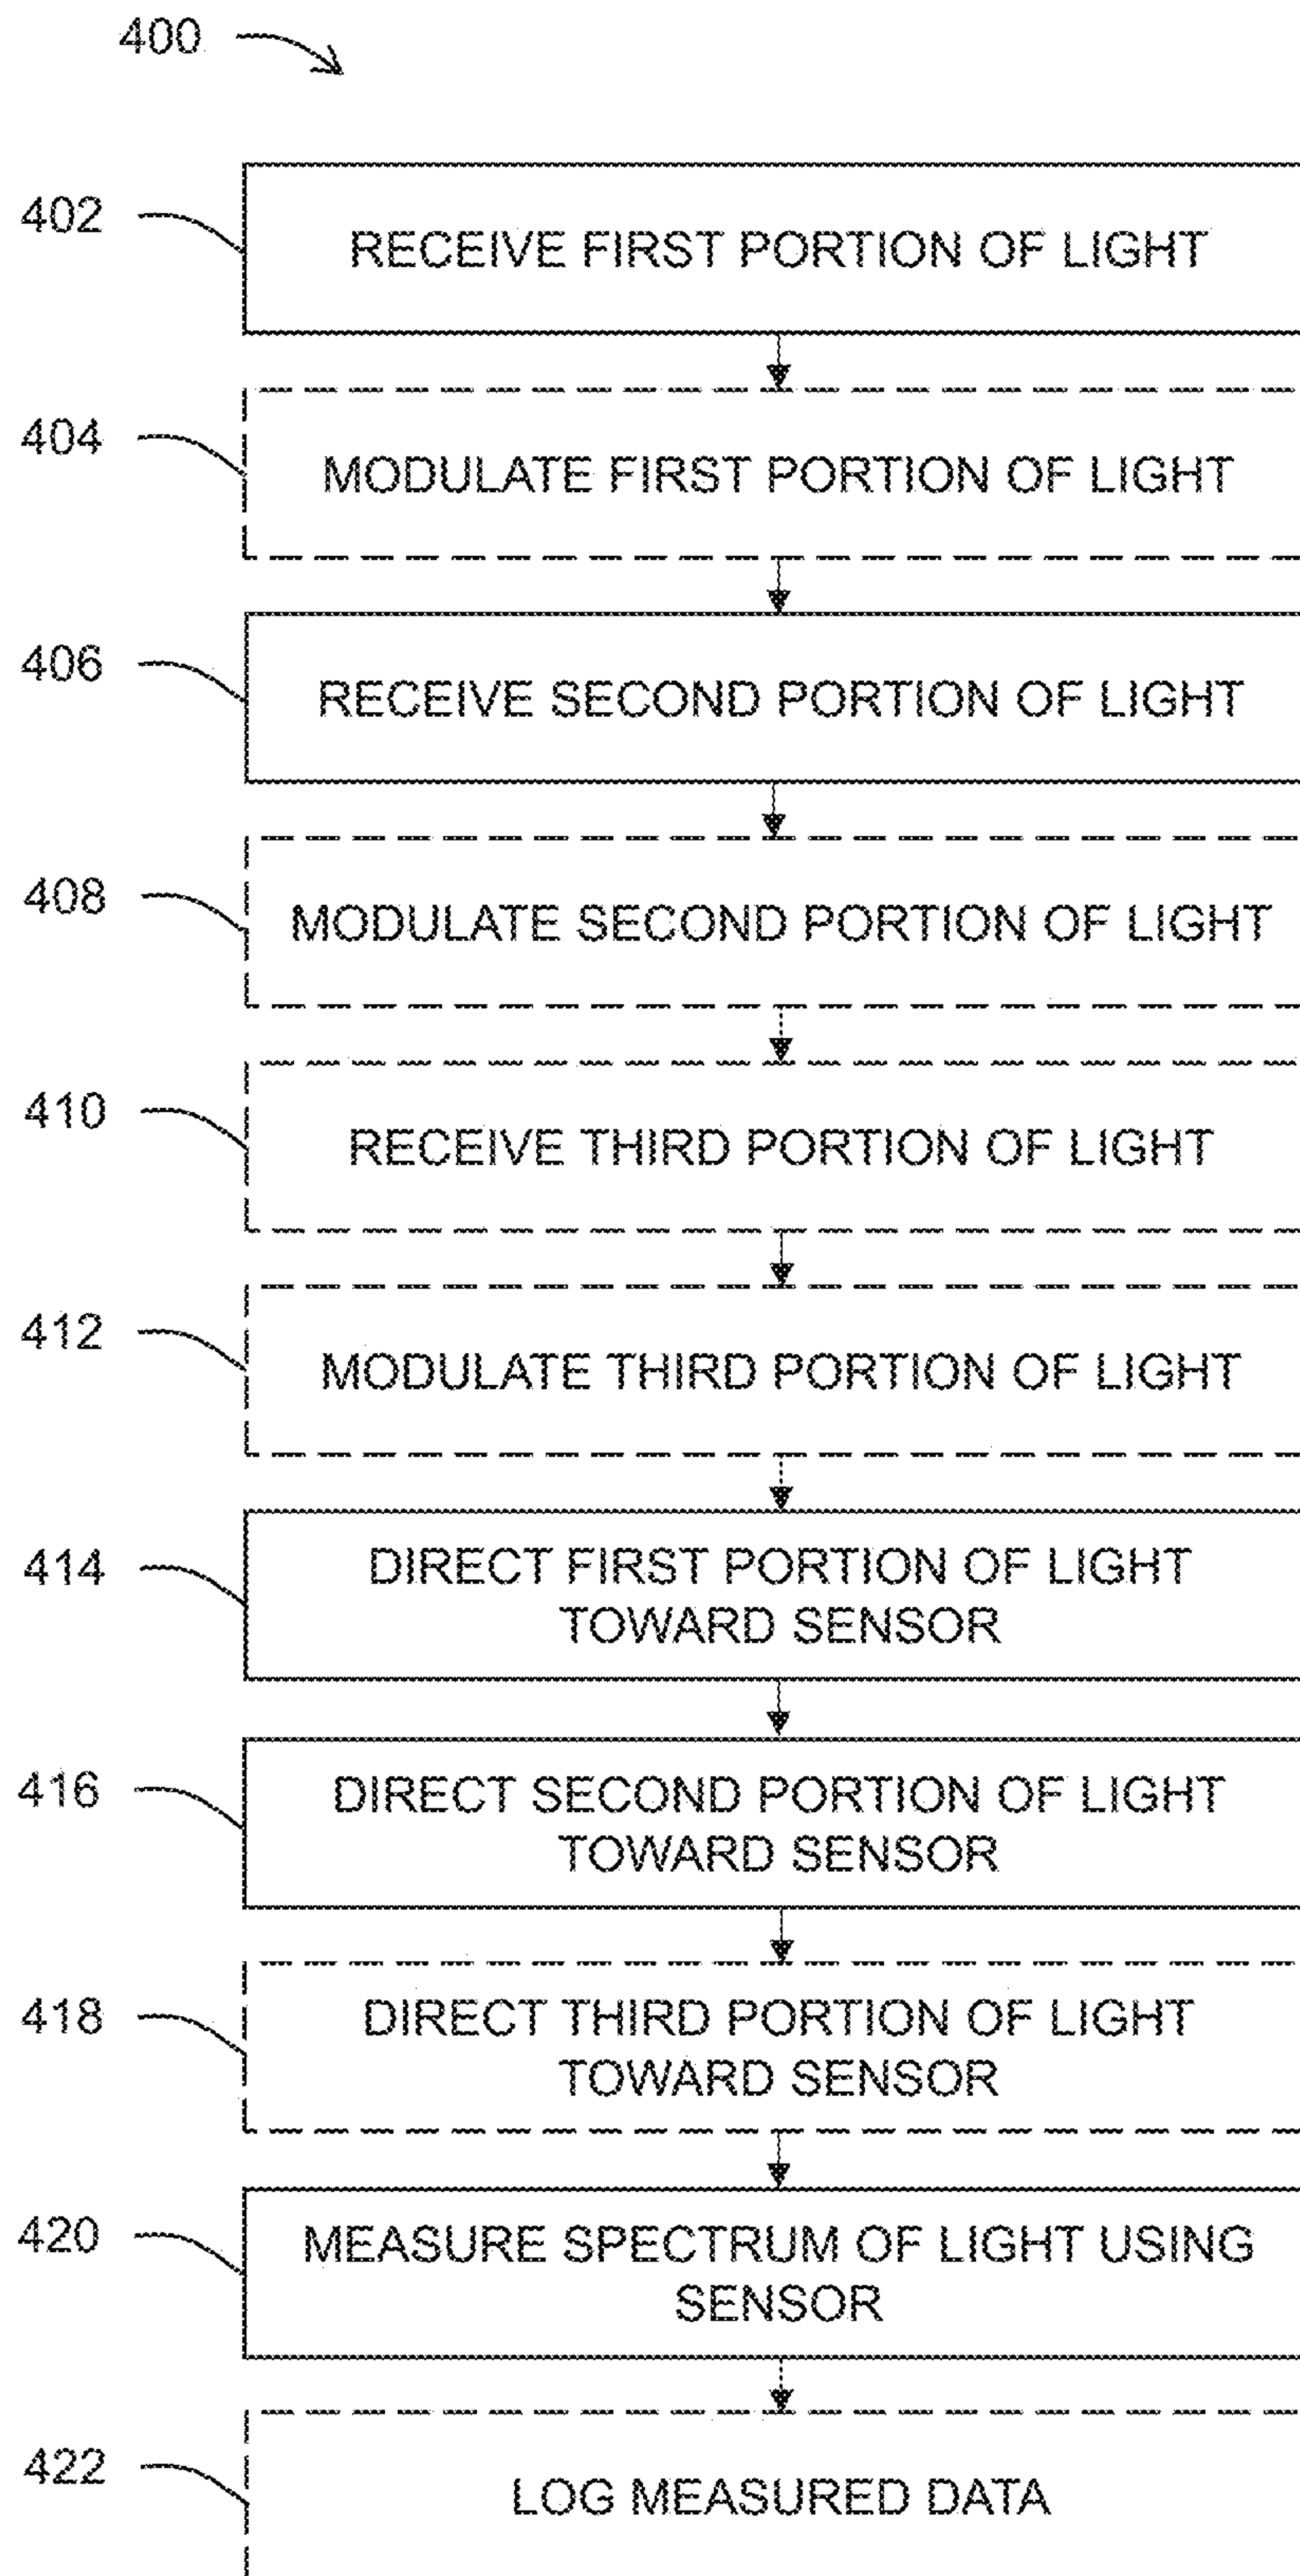 400
402
RECEIVE FIRST PORTION OF LIGHT
404
MODULATE FIRST PORTION OF LIGHT
406
RECEIVE SECOND PORTION OF LIGHT
408
MODULATE SECOND PORTION OF LIGHT
410
RECEIVE THIRD PORTION OF LIGHT
412
MODULATE THIRD PORTION OF LIGHT
414
DIRECT FIRST PORTION OF LIGHT
TOWARD SENSOR
416
DIRECT SECOND PORTION OF LIGHT
TOWARD SENSOR
418
DIRECT THIRD PORTION OF LIGHT
TOWARD SENSOR
420
MEASURE SPECTRUM OF LIGHT USING
SENSOR
422
LOG MEASURED DATA